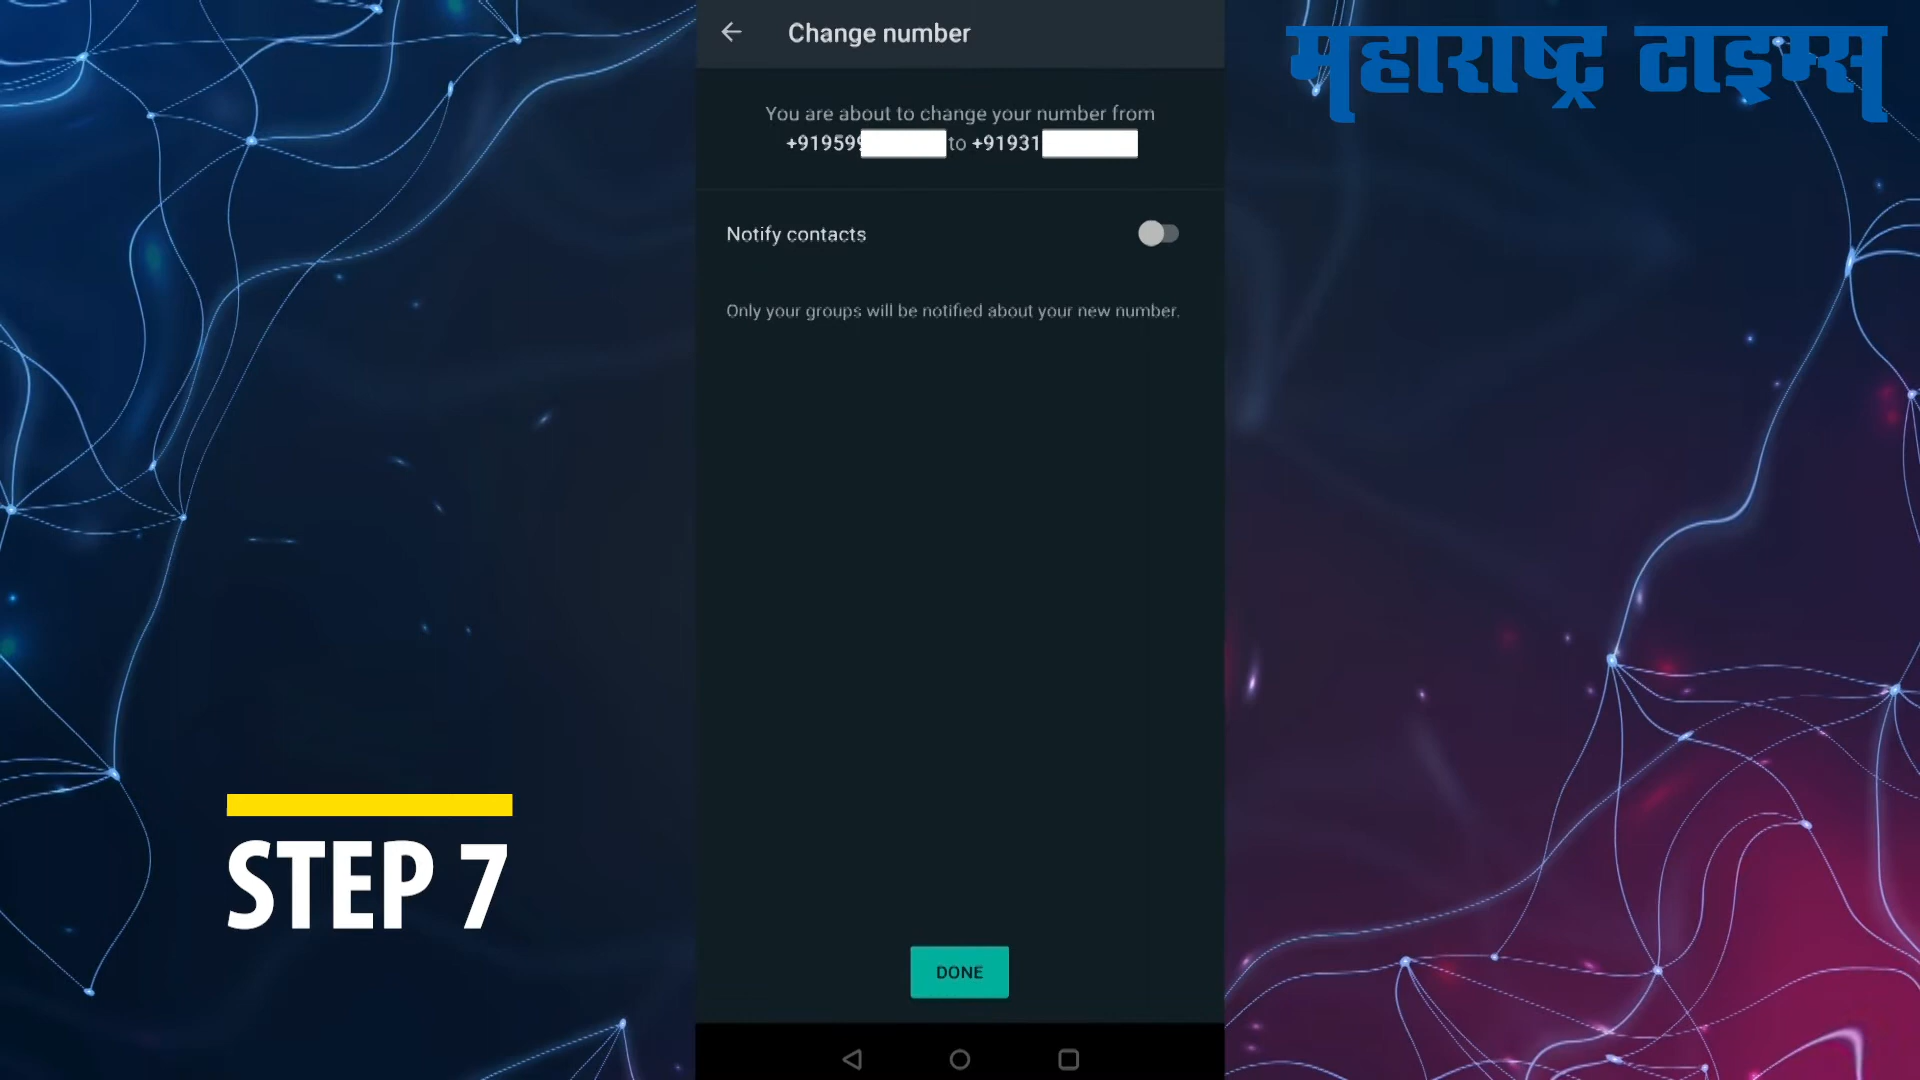 Change number
महाराष्ट्र टाइम्स
You are about to change your number from
+919599 to +91931
Notify contacts
Only your groups will be notified about your new number.
STEP 7
DONE